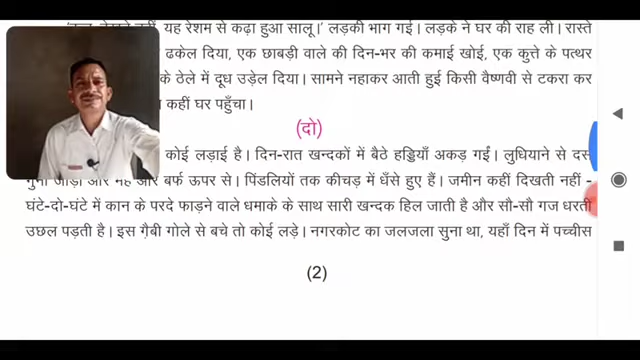 यह रेशम से कढ़ा हुआ सालू।' लड़की भाग गई। लड़के ने घर की राह ली। रास्ते
ढकेल दिया, एक छाबड़ी वाले की दिन-भर की कमाई खोई, एक कुत्ते के पत्थर
के ठेले में दूध उड़ेल दिया। सामने नहाकर आती हुई किसी वैष्णवी से टकरा कर
कहीं घर पहुँचा।
(दो)
कोई लड़ाई है। दिन-रात खन्दकों में बैठे हड्डियाँ अकड़ गईं। लुधियाने से दस
गुना जाड़ा और मेंह और बर्फ ऊपर से। पिंडलियों तक कीचड़ में धँसे हुए हैं। जमीन कहीं दिखती नहीं -
घंटे-दो-घंटे में कान के परदे फाड़ने वाले धमाके के साथ सारी खन्दक हिल जाती है और सौ-सौ गज धरती
उछल पड़ती है। इस गै़बी गोले से बचे तो कोई लड़े। नगरकोट का जलजला सुना था, यहाँ दिन में पच्चीस
(2)